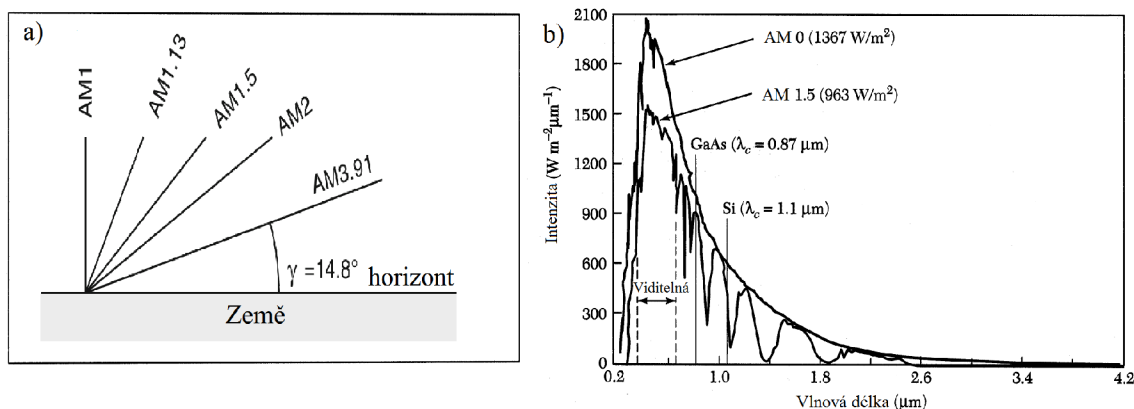 a)
AM1
AM1.13
AM1.5
AM2
AM3.91
γ =14.8° horizont
Země
b)
Intenzita (W m⁻²μm⁻¹)
2100
1800
1500
1200
900
600
300
0
AM 0 (1367 W/m²)
AM 1.5 (963 W/m²)
GaAs (λc = 0.87 μm)
Si (λc = 1.1 μm)
Viditelná
0.2
1.0
1.8
2.6
3.4
4.2
Vlnová délka (μm)